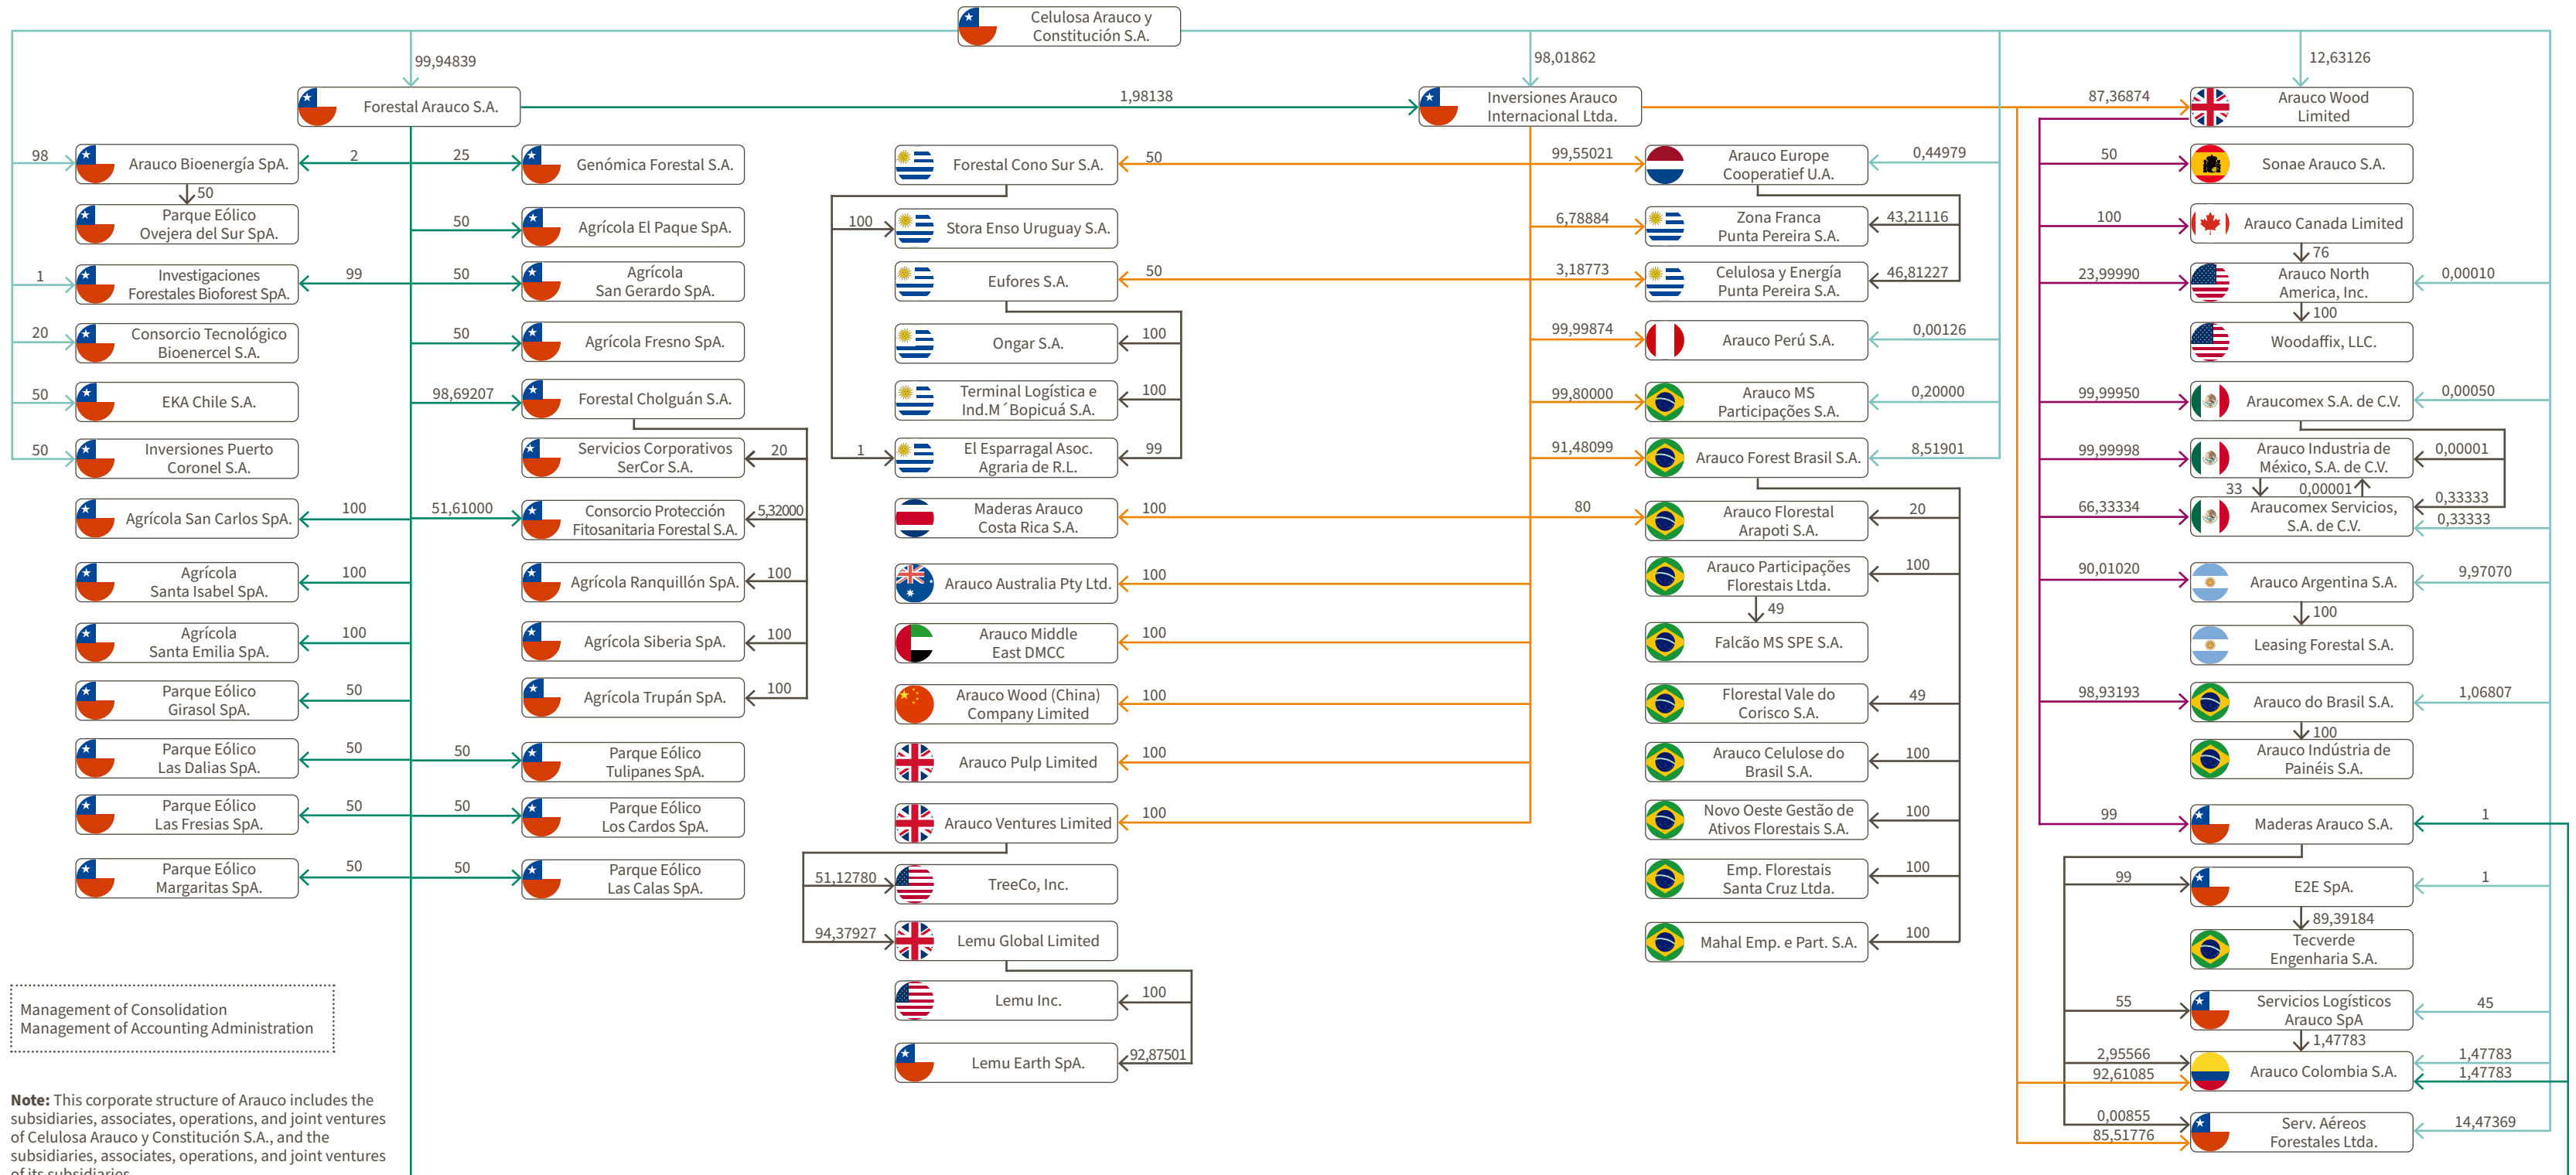 Celulosa Arauco y
Constitución S.A.
99,94839
98,01862
12,63126
Forestal Arauco S.A.
1,98138
Inversiones Arauco
Internacional Ltda.
87,36874
Arauco Wood
Limited
98
Arauco Bioenergía SpA.
2
25
Genómica Forestal S.A.
50
Parque Eólico
Ovejera del Sur SpA.
50
Agrícola El Paque SpA.
1
Investigaciones
Forestales Bioforest SpA.
99
50
Agrícola
San Gerardo SpA.
20
Consorcio Tecnológico
Bioenercel S.A.
50
Agrícola Fresno SpA.
50
EKA Chile S.A.
98,69207
Forestal Cholguán S.A.
50
Inversiones Puerto
Coronel S.A.
Servicios Corporativos
SerCor S.A.
20
Agrícola San Carlos SpA.
100
51,61000
Consorcio Protección
Fitosanitaria Forestal S.A.
5,32000
Agrícola
Santa Isabel SpA.
100
Agrícola Ranquillón SpA.
100
Agrícola
Santa Emilia SpA.
100
Agrícola Siberia SpA.
100
Parque Eólico
Girasol SpA.
50
Agrícola Trupán SpA.
100
Parque Eólico
Las Dalias SpA.
50
50
Parque Eólico
Tulipanes SpA.
Parque Eólico
Las Fresias SpA.
50
50
Parque Eólico
Los Cardos SpA.
Parque Eólico
Margaritas SpA.
50
50
Parque Eólico
Las Calas SpA.
Forestal Cono Sur S.A.
50
100
Stora Enso Uruguay S.A.
Eufores S.A.
50
Ongar S.A.
100
Terminal Logística e
Ind.M´Bopicuá S.A.
100
1
El Esparragal Asoc.
Agraria de R.L.
99
Maderas Arauco
Costa Rica S.A.
100
Arauco Australia Pty Ltd.
100
Arauco Middle
East DMCC
100
Arauco Wood (China)
Company Limited
100
Arauco Pulp Limited
100
Arauco Ventures Limited
100
51,12780
TreeCo, Inc.
94,37927
Lemu Global Limited
Lemu Inc.
100
Lemu Earth SpA.
92,87501
99,55021
Arauco Europe
Cooperatief U.A.
0,44979
6,78884
Zona Franca
Punta Pereira S.A.
43,21116
3,18773
Celulosa y Energía
Punta Pereira S.A.
46,81227
99,99874
Arauco Perú S.A.
0,00126
99,80000
Arauco MS
Participações S.A.
0,20000
91,48099
Arauco Forest Brasil S.A.
8,51901
80
Arauco Florestal
Arapoti S.A.
20
Arauco Participações
Florestais Ltda.
100
49
Falcão MS SPE S.A.
Florestal Vale do
Corisco S.A.
49
Arauco Celulose do
Brasil S.A.
100
Novo Oeste Gestão de
Ativos Florestais S.A.
100
Emp. Florestais
Santa Cruz Ltda.
100
Mahal Emp. e Part. S.A.
100
50
Sonae Arauco S.A.
100
Arauco Canada Limited
76
23,99990
Arauco North
America, Inc.
0,00010
100
Woodaffix, LLC.
99,99950
Araucomex S.A. de C.V.
0,00050
99,99998
Arauco Industria de
México, S.A. de C.V.
0,00001
33
0,00001
66,33334
Araucomex Servicios,
S.A. de C.V.
0,33333
0,33333
90,01020
Arauco Argentina S.A.
9,97070
100
Leasing Forestal S.A.
98,93193
Arauco do Brasil S.A.
1,06807
100
Arauco Indústria de
Painéis S.A.
99
Maderas Arauco S.A.
1
99
E2E SpA.
1
89,39184
Tecverde
Engenharia S.A.
55
Servicios Logísticos
Arauco SpA
45
1,47783
2,95566
92,61085
Arauco Colombia S.A.
1,47783
1,47783
0,00855
85,51776
Serv. Aéreos
Forestales Ltda.
14,47369
Management of Consolidation
Management of Accounting Administration
Note: This corporate structure of Arauco includes the
subsidiaries, associates, operations, and joint ventures
of Celulosa Arauco y Constitución S.A., and the
subsidiaries, associates, operations, and joint ventures
of its subsidiaries